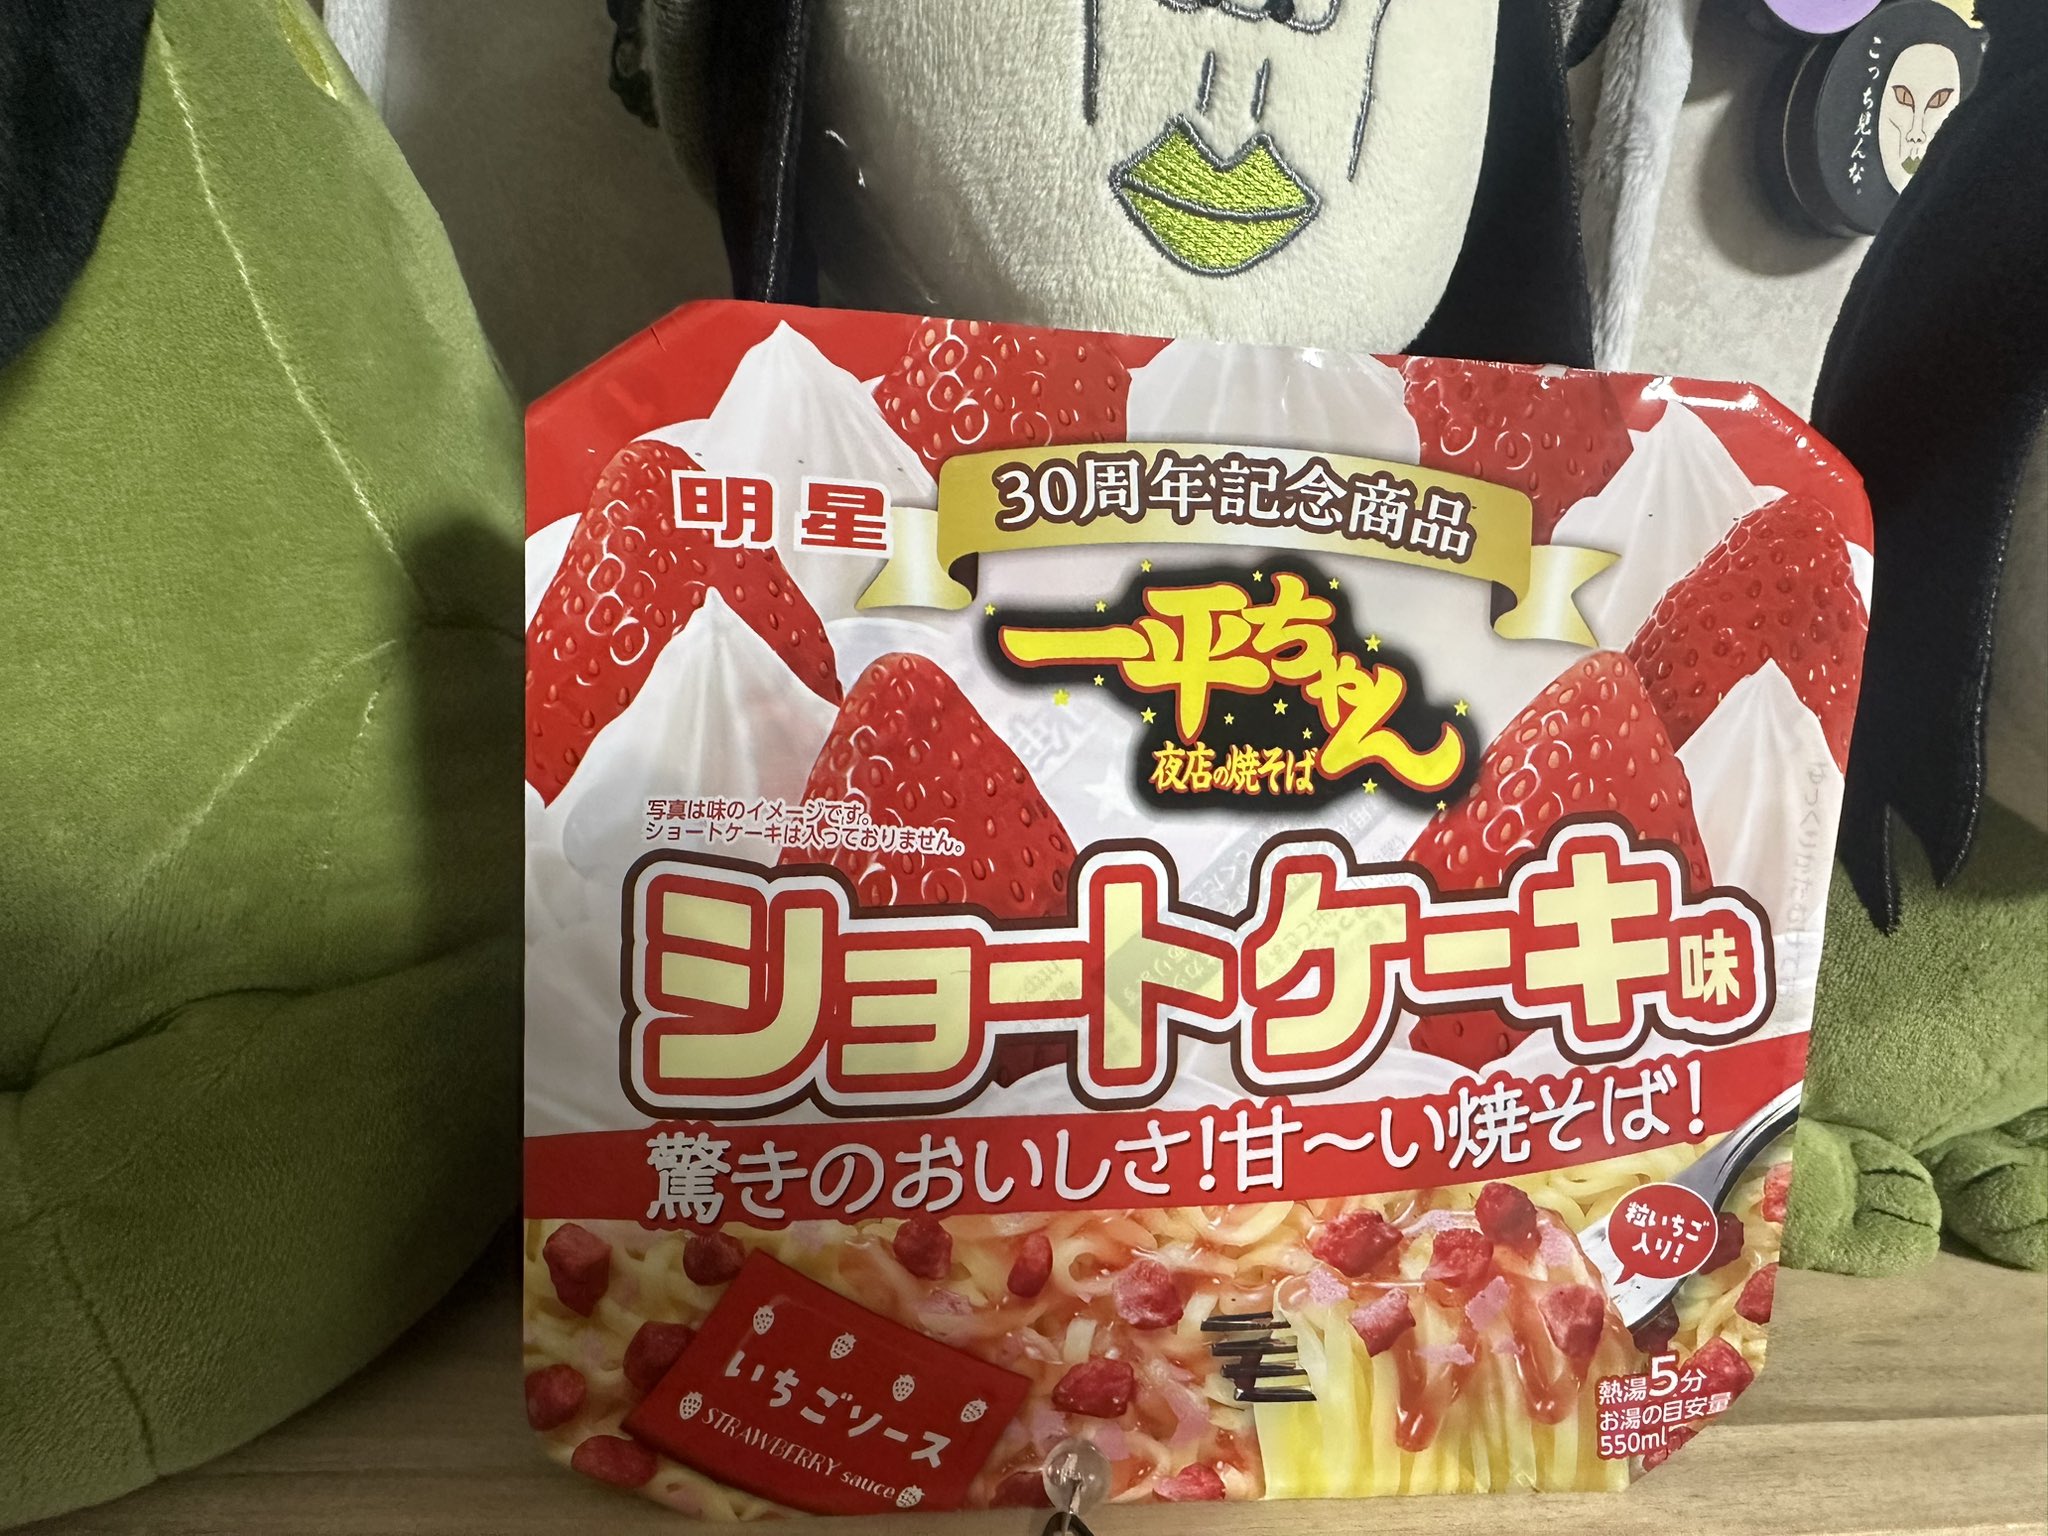 こっち見んな。
明星
30周年記念商品
一平ちゃん
夜店の焼そば
写真は味のイメージです。
ショートケーキは入っておりません。
ショートケーキ味
驚きのおいしさ!甘〜い焼そば!
粒いちご
入り!
いちごソース
STRAWBERRY sauce
熱湯5分
お湯の目安量
550ml